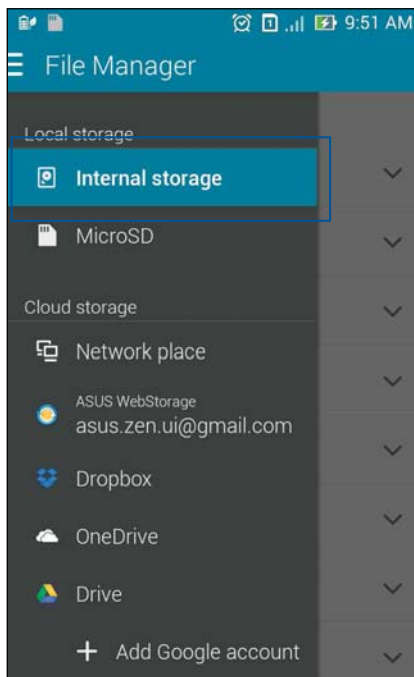 1 9:51 AM
File Manager
Local storage
Internal storage
MicroSD
Cloud storage
Network place
ASUS WebStorage
asus.zen.ui@gmail.com
Dropbox
OneDrive
Drive
+ Add Google account